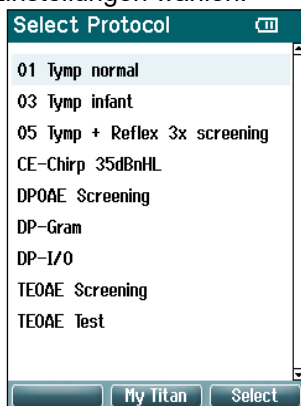 Select Protocol
01 Tymp normal
03 Tymp infant
05 Tymp + Reflex 3x screening
CE-Chirp 35dBnHL
DPOAE Screening
DP-Gram
DP-I/O
TEOAE Screening
TEOAE Test
My Titan Select